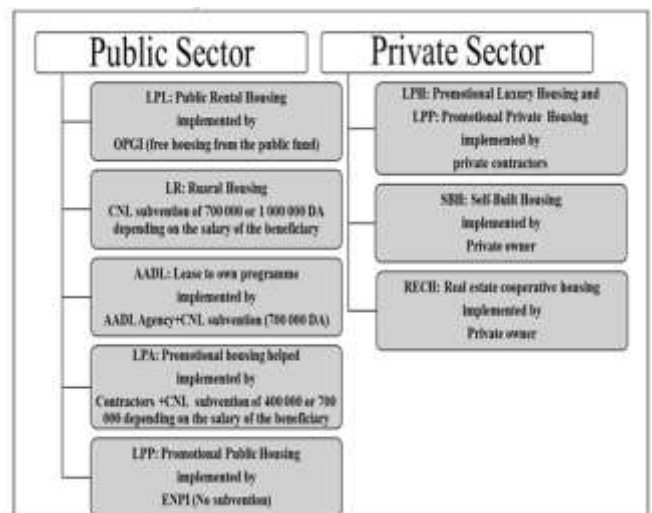 Public Sector
LPL: Public Rental Housing
implemented by
OPGI (free housing from the public fund)
LR: Ruaral Housing
CNL subvention of 700 000 or 1 000 000 DA
depending on the salary of the beneficiary
AADL: Lease to own programme
implemented by
AADL Agency+CNL subvention (700 000 DA)
LPA: Promotional housing helped
implemented by
Contractors +CNL subvention of 400 000 or 700
000 depending on the salary of the beneficiary
LPP: Promotional Public Housing
implemented by
ENPI (No subvention)
Private Sector
LPH: Promotional Luxury Housing and
LPP: Promotional Private Housing
implemented by
private contractors
SBH: Self-Built Housing
implemented by
Private owner
RECH: Real estate cooperative housing
implemented by
Private owner